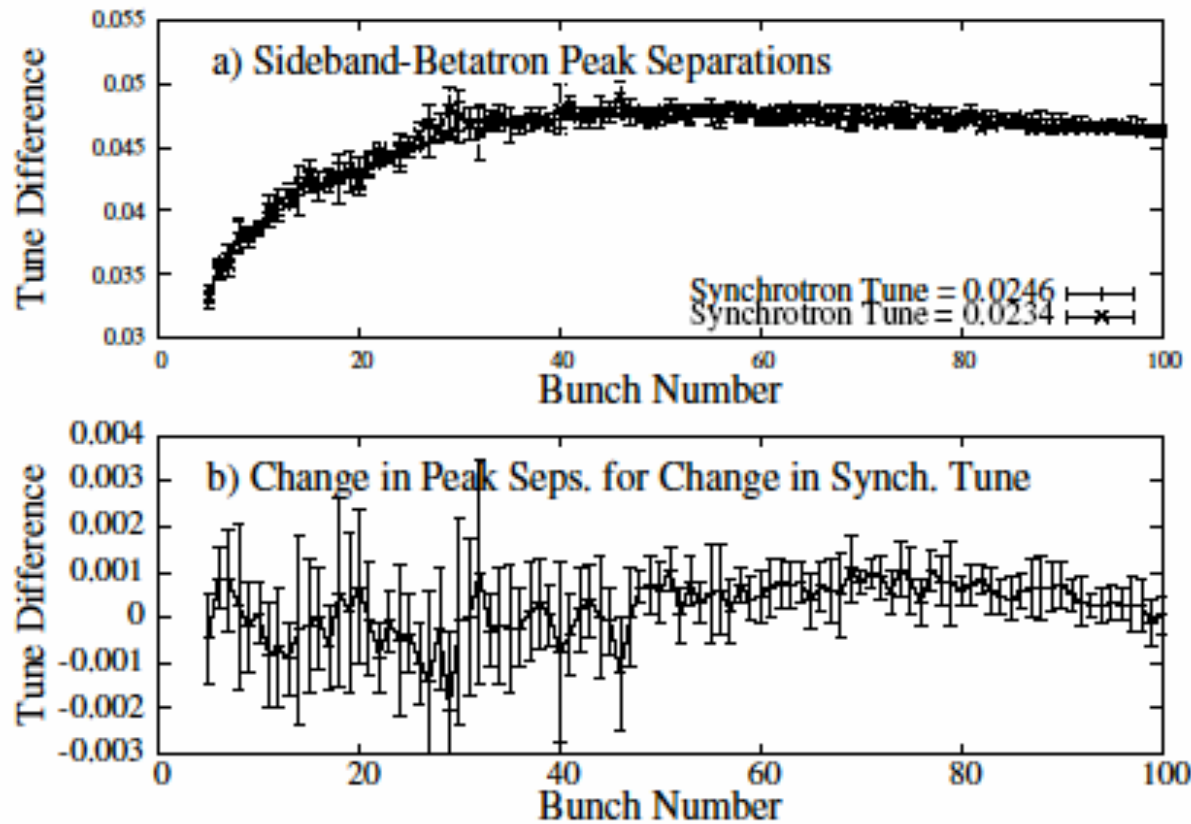 0.055
a) Sideband-Betatron Peak Separations
0.05
0.045
0.04
0.035
0.03
Tune Difference
Synchrotron Tune = 0.0246
Synchrotron Tune = 0.0234
0 20 40 60 80 100
Bunch Number
0.004
b) Change in Peak Seps. for Change in Synch. Tune
0.003
0.002
0.001
0
-0.001
-0.002
-0.003
Tune Difference
0 20 40 60 80 100
Bunch Number